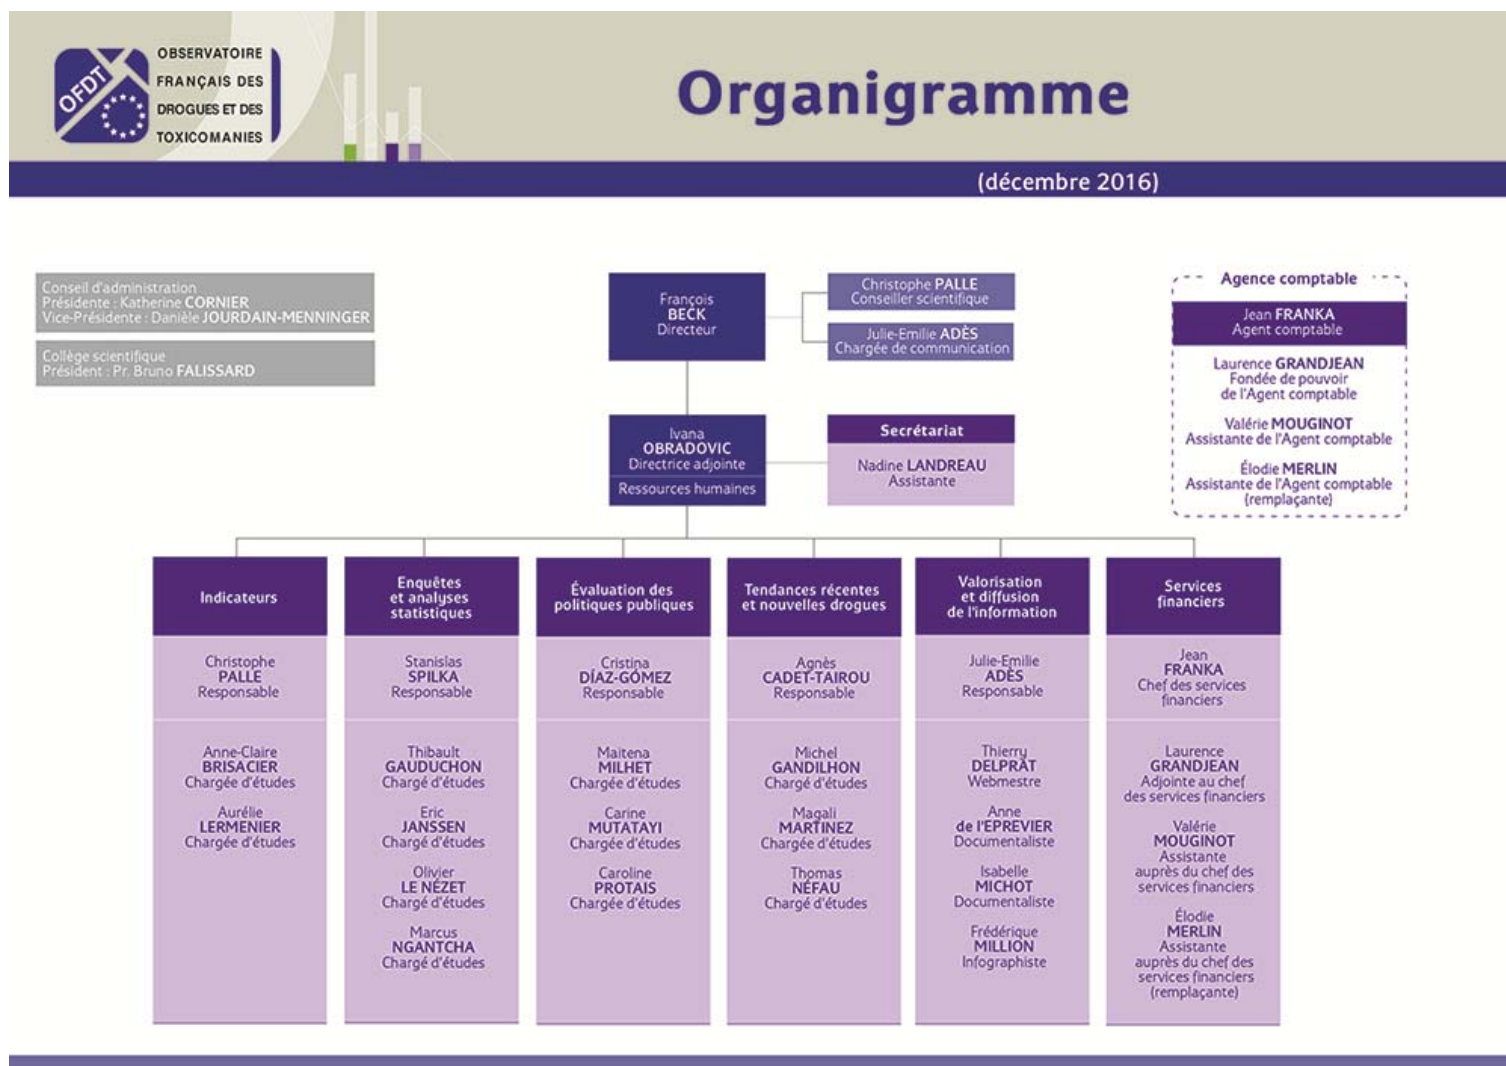 OFDT
OBSERVATOIRE
FRANÇAIS DES
DROGUES ET DES
TOXICOMANIES
Organigramme
(décembre 2016)
Conseil d'administration
Présidente : Katherine CORNIER
Vice-Présidente : Danièle JOURDAIN-MENNINGER
Collège scientifique
Président : Pr. Bruno FALISSARD
François
BECK
Directeur
Christophe PALLE
Conseiller scientifique
Julie-Emilie ADÈS
Chargée de communication
Ivana
OBRADOVIC
Directrice adjointe
Ressources humaines
Secrétariat
Nadine LANDREAU
Assistante
Agence comptable
Jean FRANKA
Agent comptable
Laurence GRANDJEAN
Fondée de pouvoir
de l'Agent comptable
Valérie MOUGINOT
Assistante de l'Agent comptable
Élodie MERLIN
Assistante de l'Agent comptable
(remplaçante)
Indicateurs
Christophe
PALLE
Responsable
Anne-Claire
BRISACIER
Chargée d'études
Aurélie
LERMENIER
Chargée d'études
Enquêtes
et analyses
statistiques
Stanislas
SPILKA
Responsable
Thibault
GAUDUCHON
Chargé d'études
Eric
JANSSEN
Chargé d'études
Olivier
LE NÉZET
Chargé d'études
Marcus
NGANTCHA
Chargé d'études
Évaluation des
politiques publiques
Cristina
DÍAZ-GÓMEZ
Responsable
Maitena
MILHET
Chargée d'études
Carine
MUTATAYI
Chargée d'études
Caroline
PROTAIS
Chargée d'études
Tendances récentes
et nouvelles drogues
Agnès
CADET-TAIROU
Responsable
Michel
GANDILHON
Chargé d'études
Magali
MARTINEZ
Chargée d'études
Thomas
NÉFAU
Chargé d'études
Valorisation
et diffusion
de l'information
Julie-Emilie
ADÈS
Responsable
Thierry
DELPRAT
Webmestre
Anne
de l'EPREVIER
Documentaliste
Isabelle
MICHOT
Documentaliste
Frédérique
MILLION
Infographiste
Services
financiers
Jean
FRANKA
Chef des services
financiers
Laurence
GRANDJEAN
Adjointe au chef
des services financiers
Valérie
MOUGINOT
Assistante
auprès du chef des
services financiers
Élodie
MERLIN
Assistante
auprès du chef des
services financiers
(remplaçante)